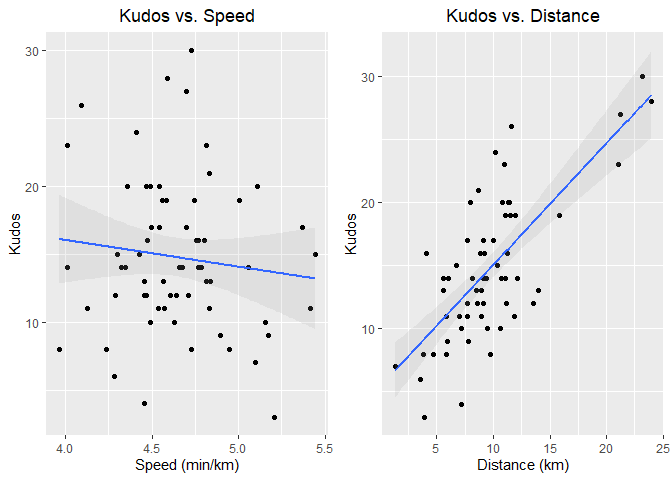 Kudos vs. Speed
30
20
10
Kudos
4.0 4.5 5.0 5.5
Speed (min/km)
Kudos vs. Distance
30
20
10
Kudos
5 10 15 20 25
Distance (km)